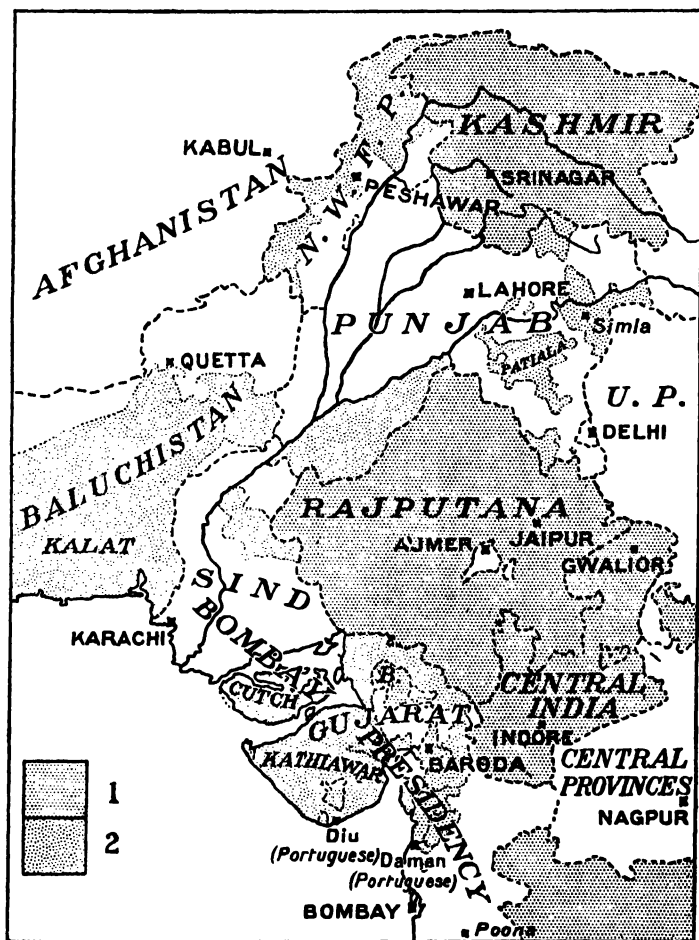 KASHMIR
KABUL
N. W. F. P.
SRINAGAR
PESHAWAR
AFGHANISTAN
LAHORE
PUNJAB
Simla
PATIALA
QUETTA
U. P.
DELHI
BALUCHISTAN
RAJPUTANA
KALAT
AJMER
JAIPUR
GWALIOR
SIND
KARACHI
BOMBAY PRESIDENCY
B.
CUTCH
CENTRAL
INDIA
GUJARAT
INDORE
KATHIAWAR
BARODA
CENTRAL
PROVINCES
NAGPUR
1
2
Diu
(Portuguese)
Daman
(Portuguese)
BOMBAY
Poona